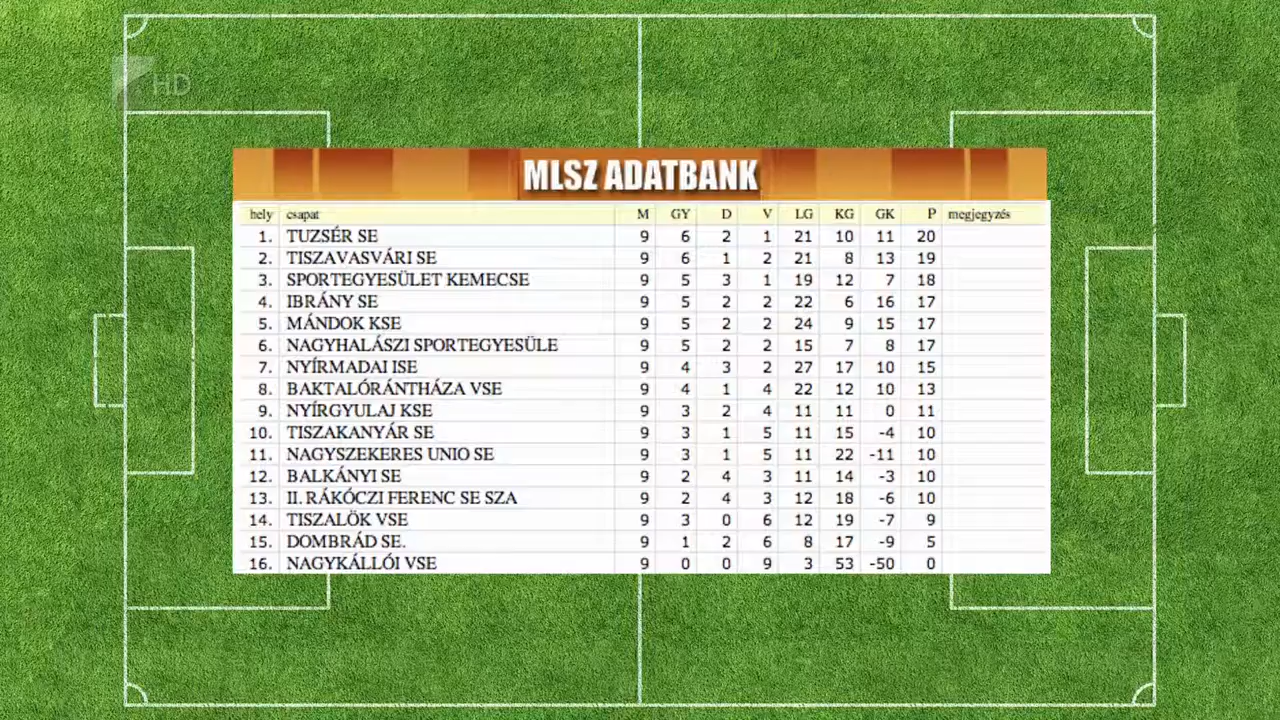 HD
MLSZ ADATBANK
hely csapat M GY D V LG KG GK P megjegyzés
1. TUZSÉR SE 9 6 2 1 21 10 11 20
2. TISZAVASVÁRI SE 9 6 1 2 21 8 13 19
3. SPORTEGYESÜLET KEMECSE 9 5 3 1 19 12 7 18
4. IBRÁNY SE 9 5 2 2 22 6 16 17
5. MÁNDOK KSE 9 5 2 2 24 9 15 17
6. NAGYHALÁSZI SPORTEGYESÜLE 9 5 2 2 15 7 8 17
7. NYÍRMADAI ISE 9 4 3 2 27 17 10 15
8. BAKTALÓRÁNTHÁZA VSE 9 4 1 4 22 12 10 13
9. NYÍRGYULAJ KSE 9 3 2 4 11 11 0 11
10. TISZAKANYÁR SE 9 3 1 5 11 15 -4 10
11. NAGYSZEKERES UNIO SE 9 3 1 5 11 22 -11 10
12. BALKÁNYI SE 9 2 4 3 11 14 -3 10
13. II. RÁKÓCZI FERENC SE SZA 9 2 4 3 12 18 -6 10
14. TISZALÖK VSE 9 3 0 6 12 19 -7 9
15. DOMBRÁD SE. 9 1 2 6 8 17 -9 5
16. NAGYKÁLLÓI VSE 9 0 0 9 3 53 -50 0